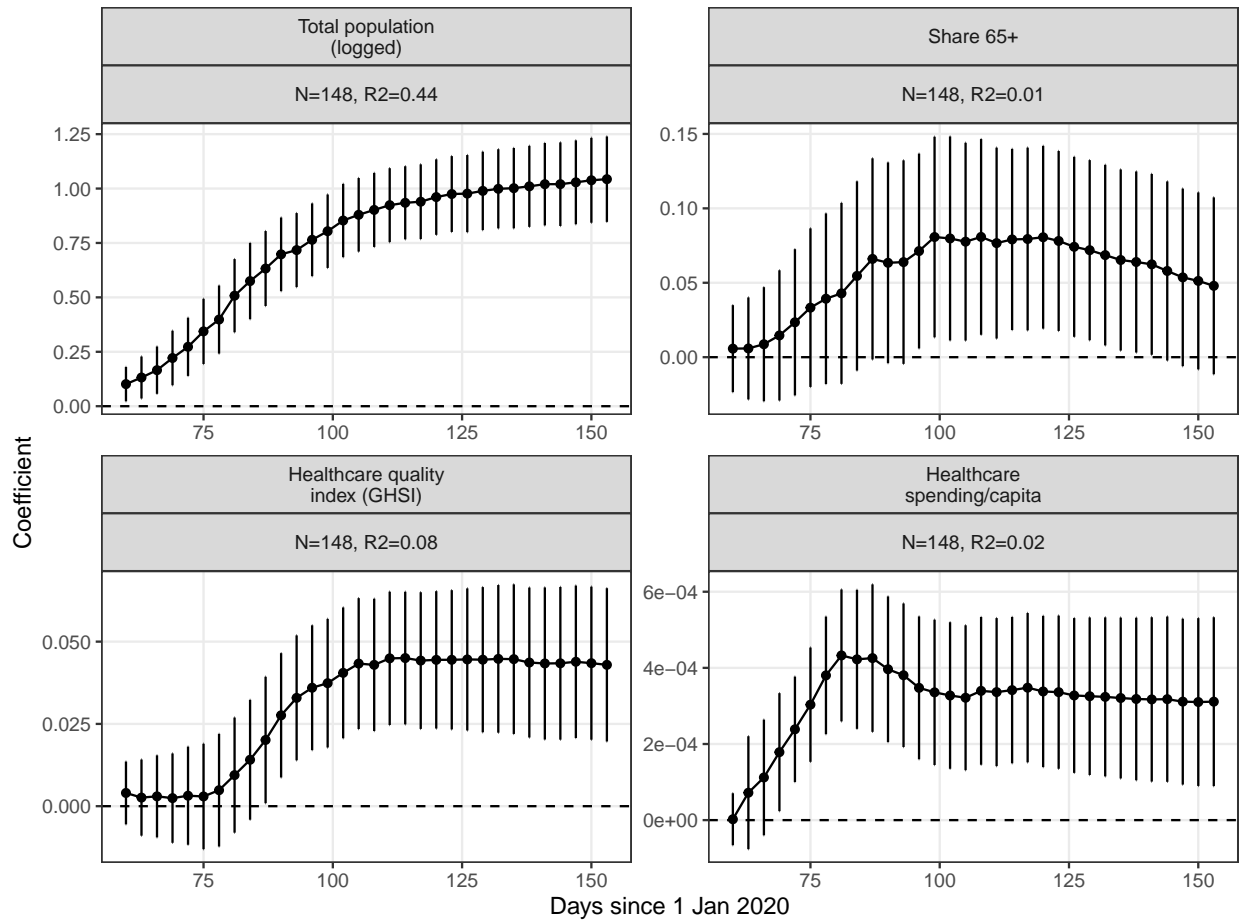 Total population
(logged)
N=148, R2=0.44
1.25
1.00
0.75
0.50
0.25
0.00
75
100
125
150
Share 65+
N=148, R2=0.01
0.15
0.10
0.05
0.00
75
100
125
150
Healthcare quality
index (GHSI)
N=148, R2=0.08
0.050
0.025
0.000
75
100
125
150
Healthcare
spending/capita
N=148, R2=0.02
6e−04
4e−04
2e−04
0e+00
75
100
125
150
Coefficient
Days since 1 Jan 2020